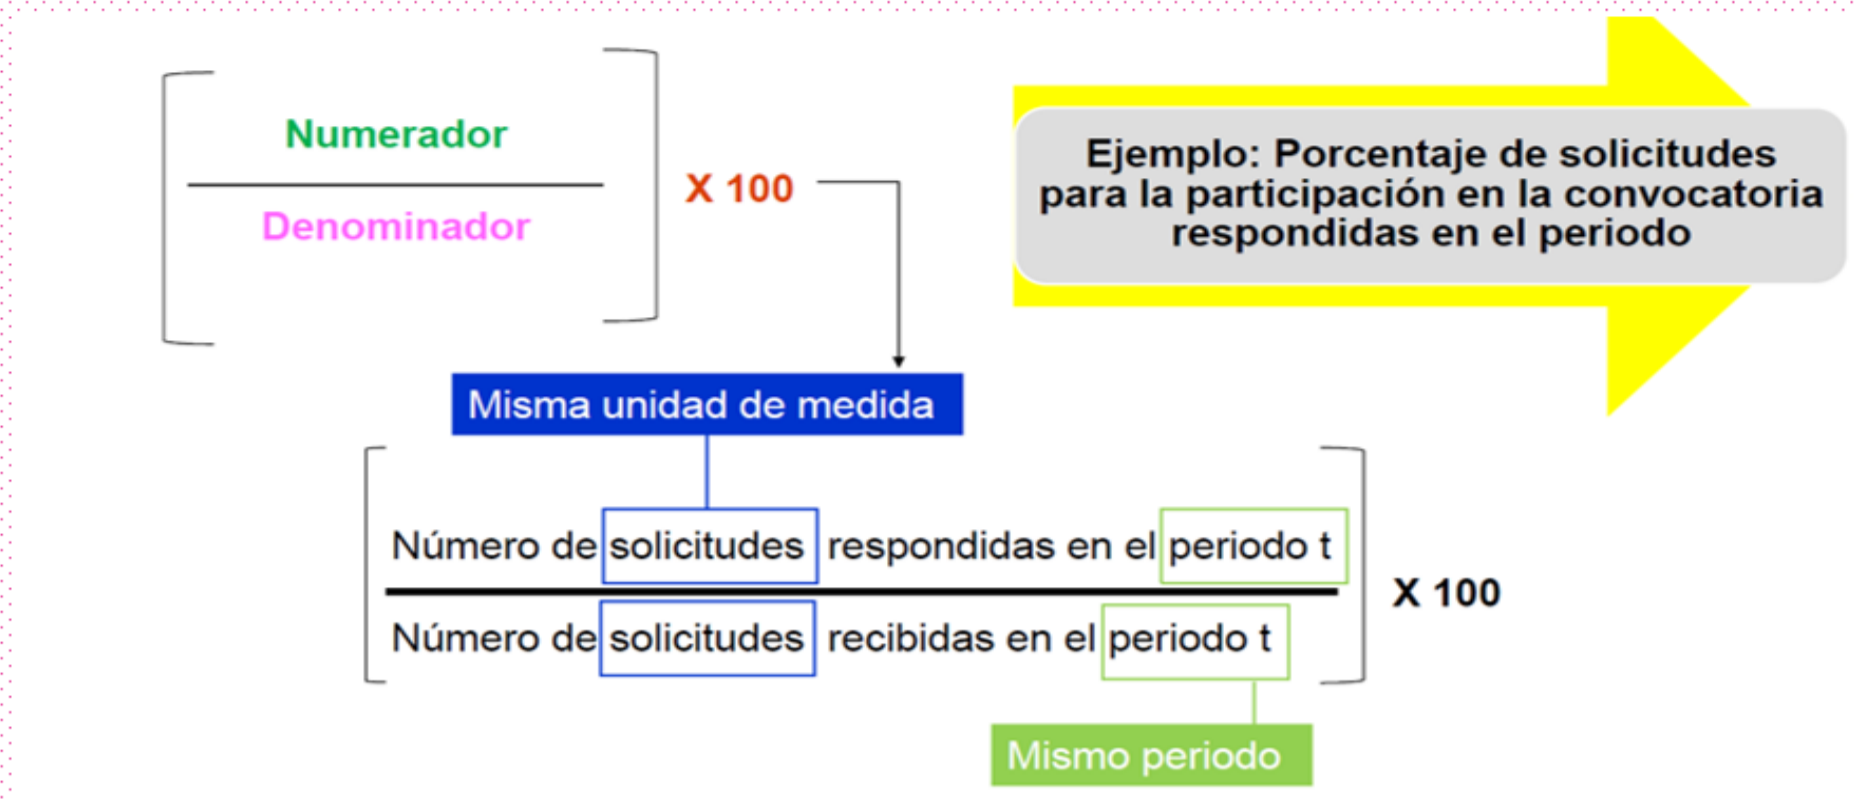 Numerador
Denominador
X 100
Ejemplo: Porcentaje de solicitudes
para la participación en la convocatoria
respondidas en el periodo
Misma unidad de medida
Número de solicitudes respondidas en el periodo t
Número de solicitudes recibidas en el periodo t
X 100
Mismo periodo